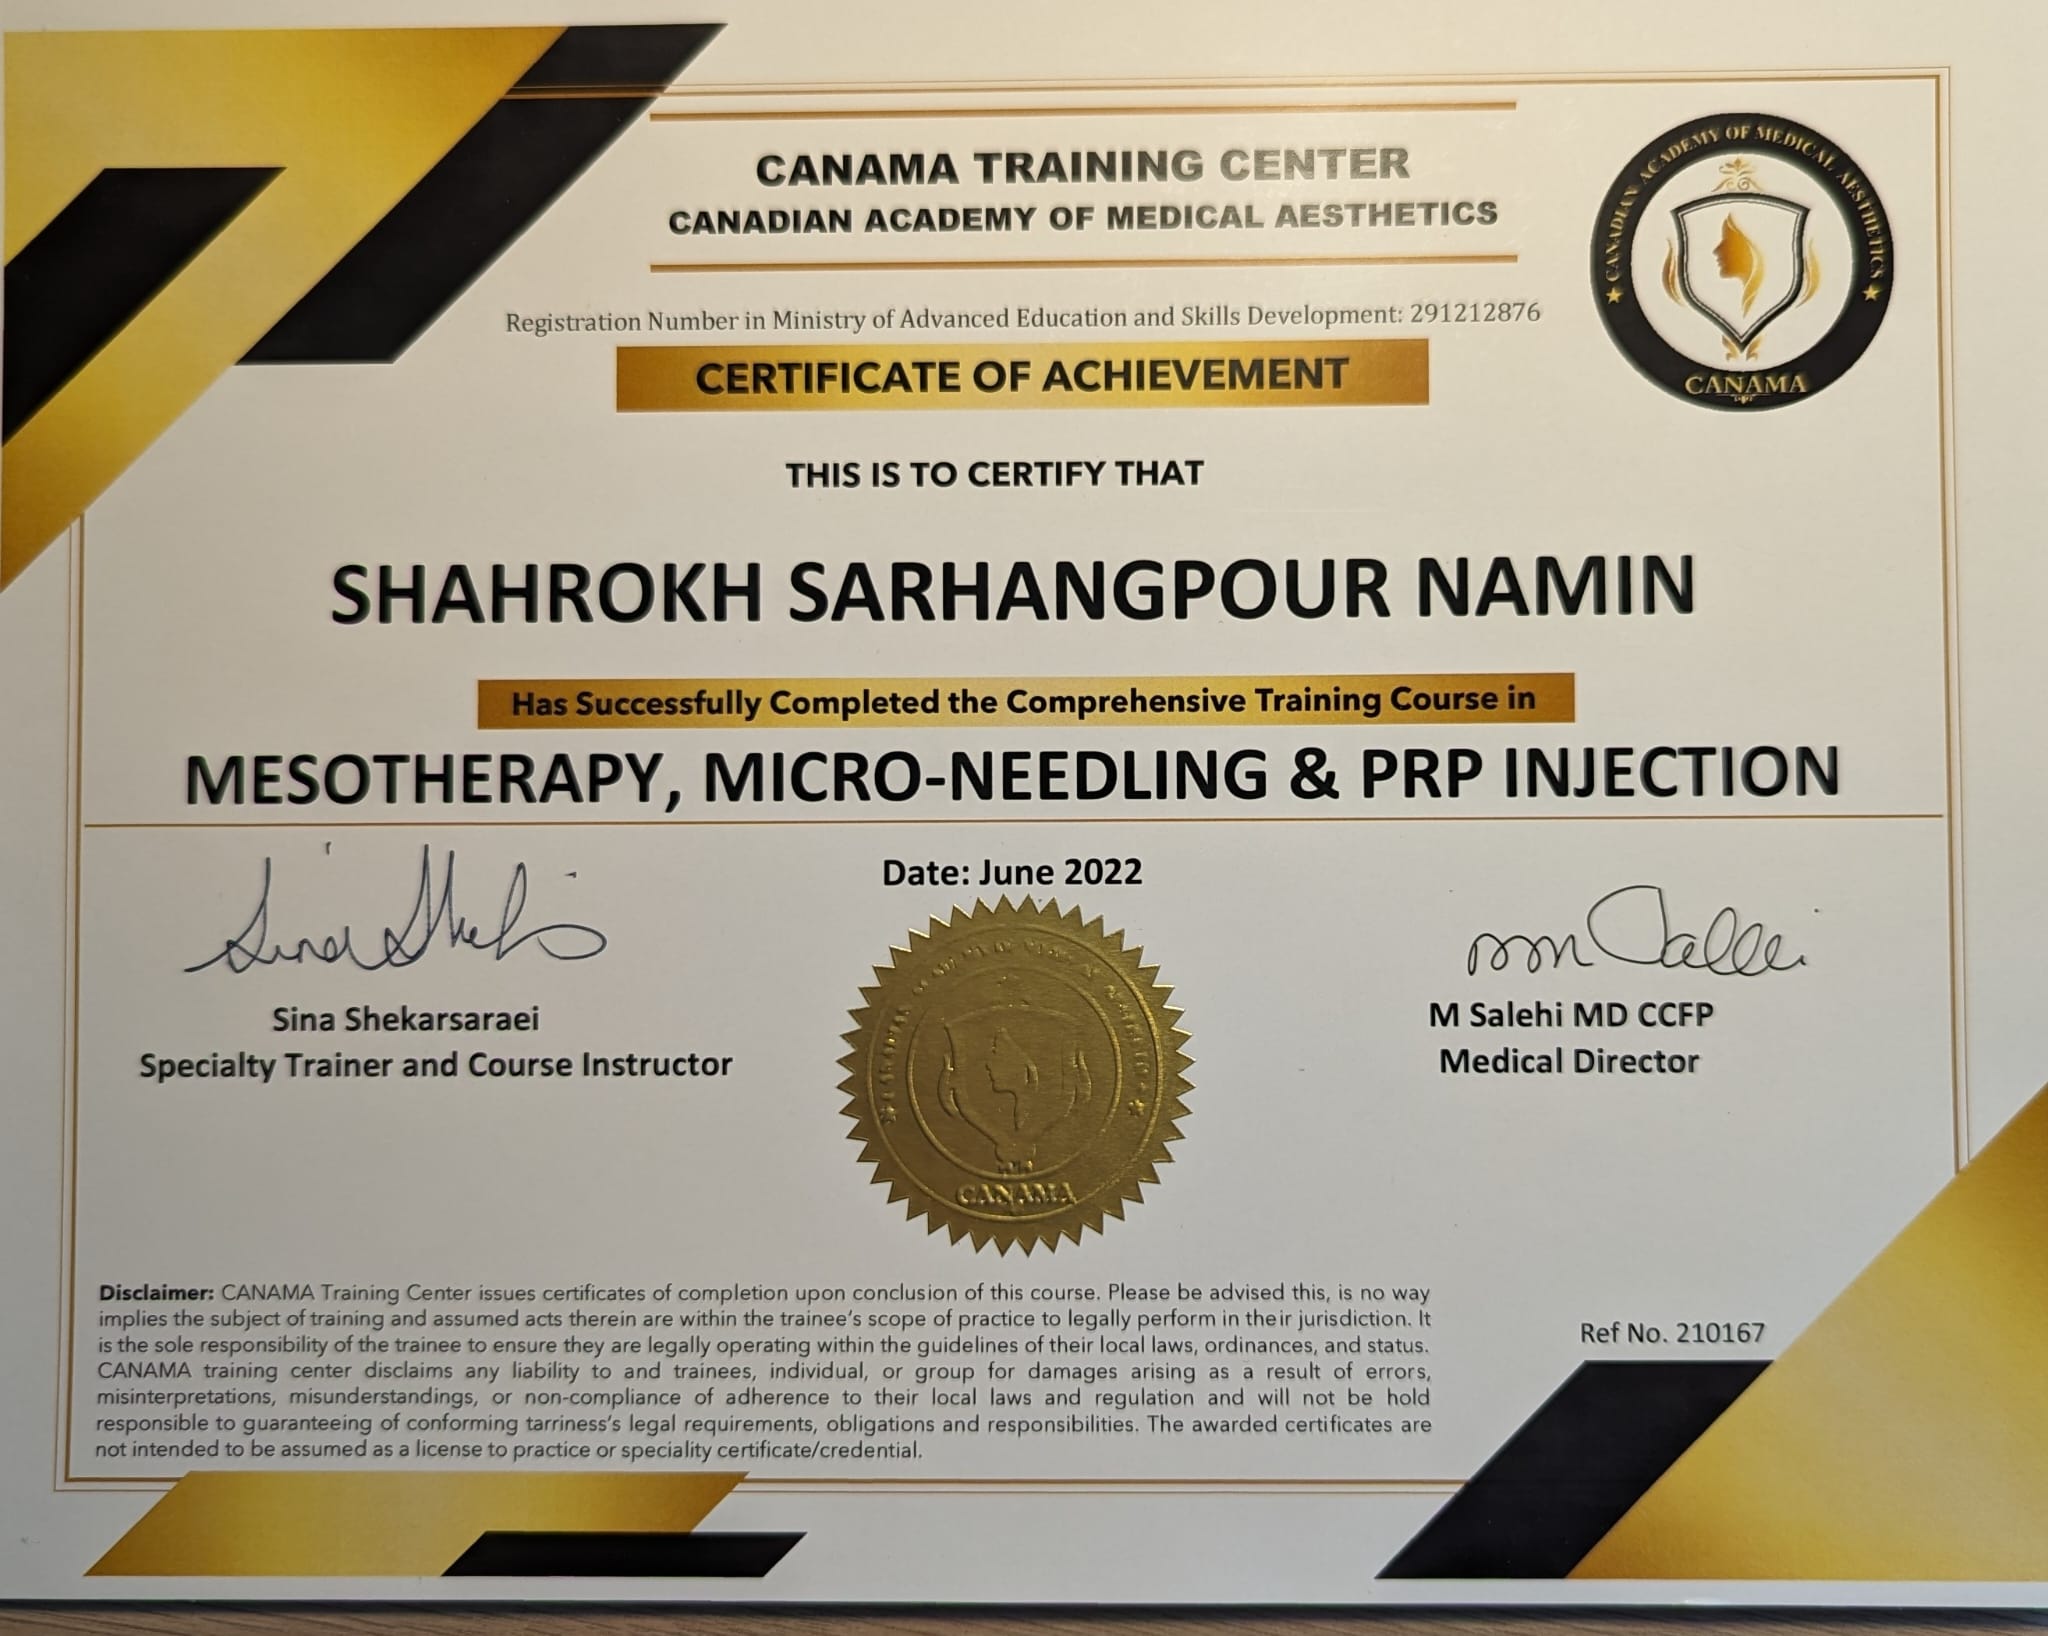 CANAMA TRAINING CENTER
CANADIAN ACADEMY OF MEDICAL AESTHETICS
★ CANADIAN ACADEMY OF MEDICAL AESTHETICS ★
CANAMA
Registration Number in Ministry of Advanced Education and Skills Development: 291212876
CERTIFICATE OF ACHIEVEMENT
THIS IS TO CERTIFY THAT
SHAHROKH SARHANGPOUR NAMIN
Has Successfully Completed the Comprehensive Training Course in
MESOTHERAPY, MICRO-NEEDLING & PRP INJECTION
Date: June 2022
Sina Shekarsaraei
Specialty Trainer and Course Instructor
M Salehi MD CCFP
Medical Director
CANAMA
Disclaimer: CANAMA Training Center issues certificates of completion upon conclusion of this course. Please be advised this, is no way
implies the subject of training and assumed acts therein are within the trainee's scope of practice to legally perform in their jurisdiction. It
is the sole responsibility of the trainee to ensure they are legally operating within the guidelines of their local laws, ordinances, and status.
CANAMA training center disclaims any liability to and trainees, individual, or group for damages arising as a result of errors,
misinterpretations, misunderstandings, or non-compliance of adherence to their local laws and regulation and will not be hold
responsible to guaranteeing of conforming tarriness's legal requirements, obligations and responsibilities. The awarded certificates are
not intended to be assumed as a license to practice or speciality certificate/credential.
Ref No. 210167